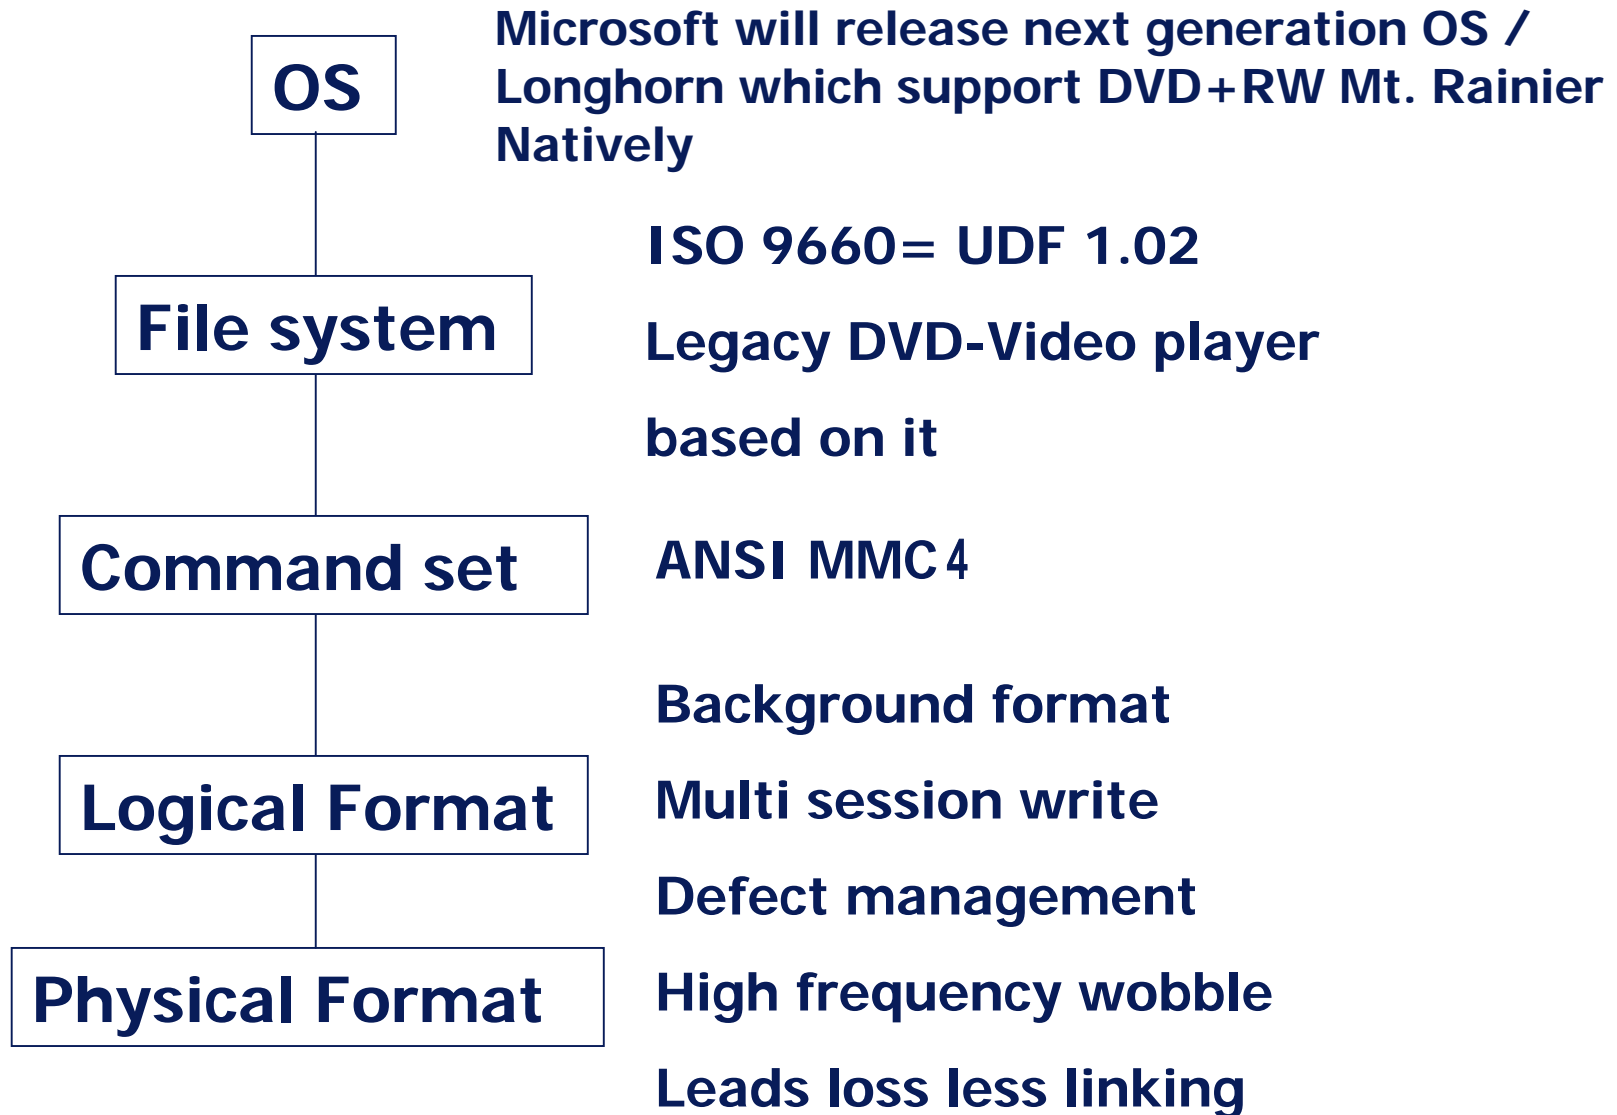 OS
Microsoft will release next generation OS /
Longhorn which support DVD+RW Mt. Rainier
Natively
File system
ISO 9660= UDF 1.02
Legacy DVD-Video player
based on it
Command set
ANSI MMC4
Logical Format
Background format
Multi session write
Defect management
Physical Format
High frequency wobble
Leads loss less linking